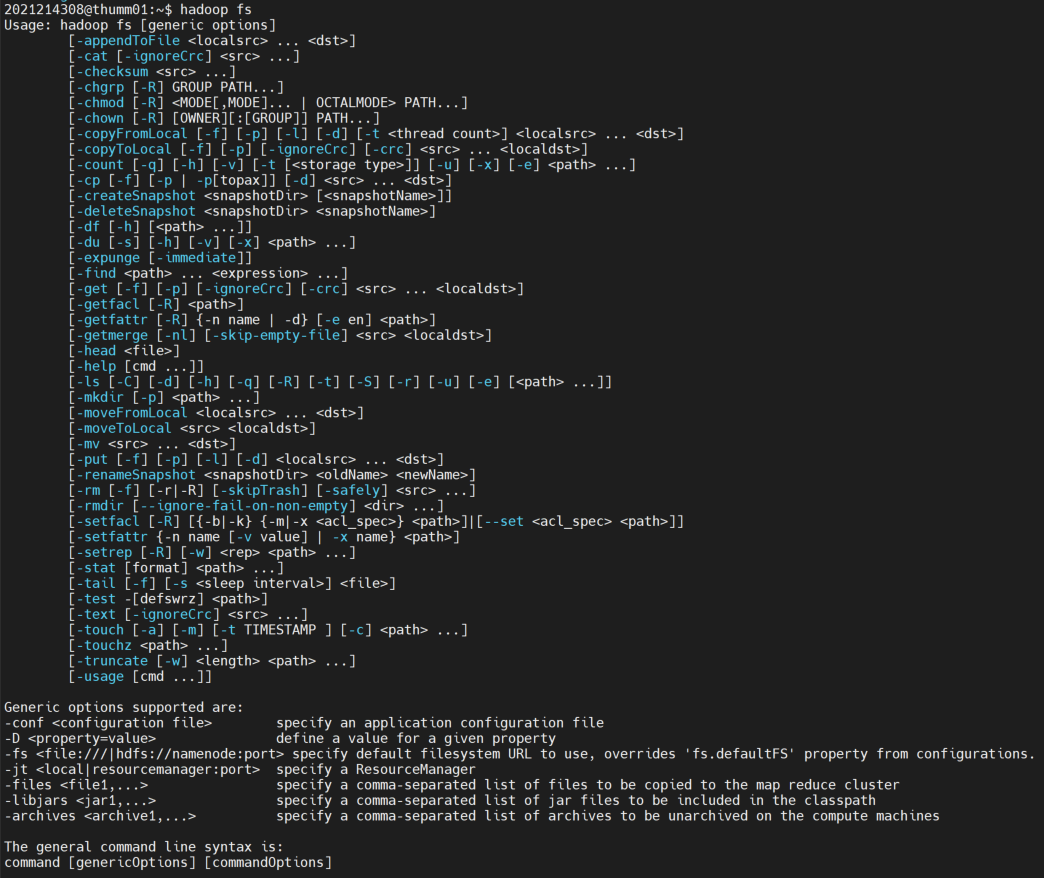 2021214308@thumm01:~$ hadoop fs
Usage: hadoop fs [generic options]
        [-appendToFile <localsrc> ... <dst>]
        [-cat [-ignoreCrc] <src> ...]
        [-checksum <src> ...]
        [-chgrp [-R] GROUP PATH...]
        [-chmod [-R] <MODE[,MODE]... | OCTALMODE> PATH...]
        [-chown [-R] [OWNER][:[GROUP]] PATH...]
        [-copyFromLocal [-f] [-p] [-l] [-d] [-t <thread count>] <localsrc> ... <dst>]
        [-copyToLocal [-f] [-p] [-ignoreCrc] [-crc] <src> ... <localdst>]
        [-count [-q] [-h] [-v] [-t [<storage type>]] [-u] [-x] [-e] <path> ...]
        [-cp [-f] [-p | -p[topax]] [-d] <src> ... <dst>]
        [-createSnapshot <snapshotDir> [<snapshotName>]]
        [-deleteSnapshot <snapshotDir> <snapshotName>]
        [-df [-h] [<path> ...]]
        [-du [-s] [-h] [-v] [-x] <path> ...]
        [-expunge [-immediate]]
        [-find <path> ... <expression> ...]
        [-get [-f] [-p] [-ignoreCrc] [-crc] <src> ... <localdst>]
        [-getfacl [-R] <path>]
        [-getfattr [-R] {-n name | -d} [-e en] <path>]
        [-getmerge [-nl] [-skip-empty-file] <src> <localdst>]
        [-head <file>]
        [-help [cmd ...]]
        [-ls [-C] [-d] [-h] [-q] [-R] [-t] [-S] [-r] [-u] [-e] [<path> ...]]
        [-mkdir [-p] <path> ...]
        [-moveFromLocal <localsrc> ... <dst>]
        [-moveToLocal <src> <localdst>]
        [-mv <src> ... <dst>]
        [-put [-f] [-p] [-l] [-d] <localsrc> ... <dst>]
        [-renameSnapshot <snapshotDir> <oldName> <newName>]
        [-rm [-f] [-r|-R] [-skipTrash] [-safely] <src> ...]
        [-rmdir [--ignore-fail-on-non-empty] <dir> ...]
        [-setfacl [-R] [{-b|-k} {-m|-x <acl_spec>} <path>]|[--set <acl_spec> <path>]]
        [-setfattr {-n name [-v value] | -x name} <path>]
        [-setrep [-R] [-w] <rep> <path> ...]
        [-stat [format] <path> ...]
        [-tail [-f] [-s <sleep interval>] <file>]
        [-test -[defswrz] <path>]
        [-text [-ignoreCrc] <src> ...]
        [-touch [-a] [-m] [-t TIMESTAMP ] [-c] <path> ...]
        [-touchz <path> ...]
        [-truncate [-w] <length> <path> ...]
        [-usage [cmd ...]]

Generic options supported are:
-conf <configuration file>        specify an application configuration file
-D <property=value>               define a value for a given property
-fs <file:///|hdfs://namenode:port> specify default filesystem URL to use, overrides 'fs.defaultFS' property from configurations.
-jt <local|resourcemanager:port>  specify a ResourceManager
-files <file1,...>                specify a comma-separated list of files to be copied to the map reduce cluster
-libjars <jar1,...>               specify a comma-separated list of jar files to be included in the classpath
-archives <archive1,...>          specify a comma-separated list of archives to be unarchived on the compute machines

The general command line syntax is:
command [genericOptions] [commandOptions]